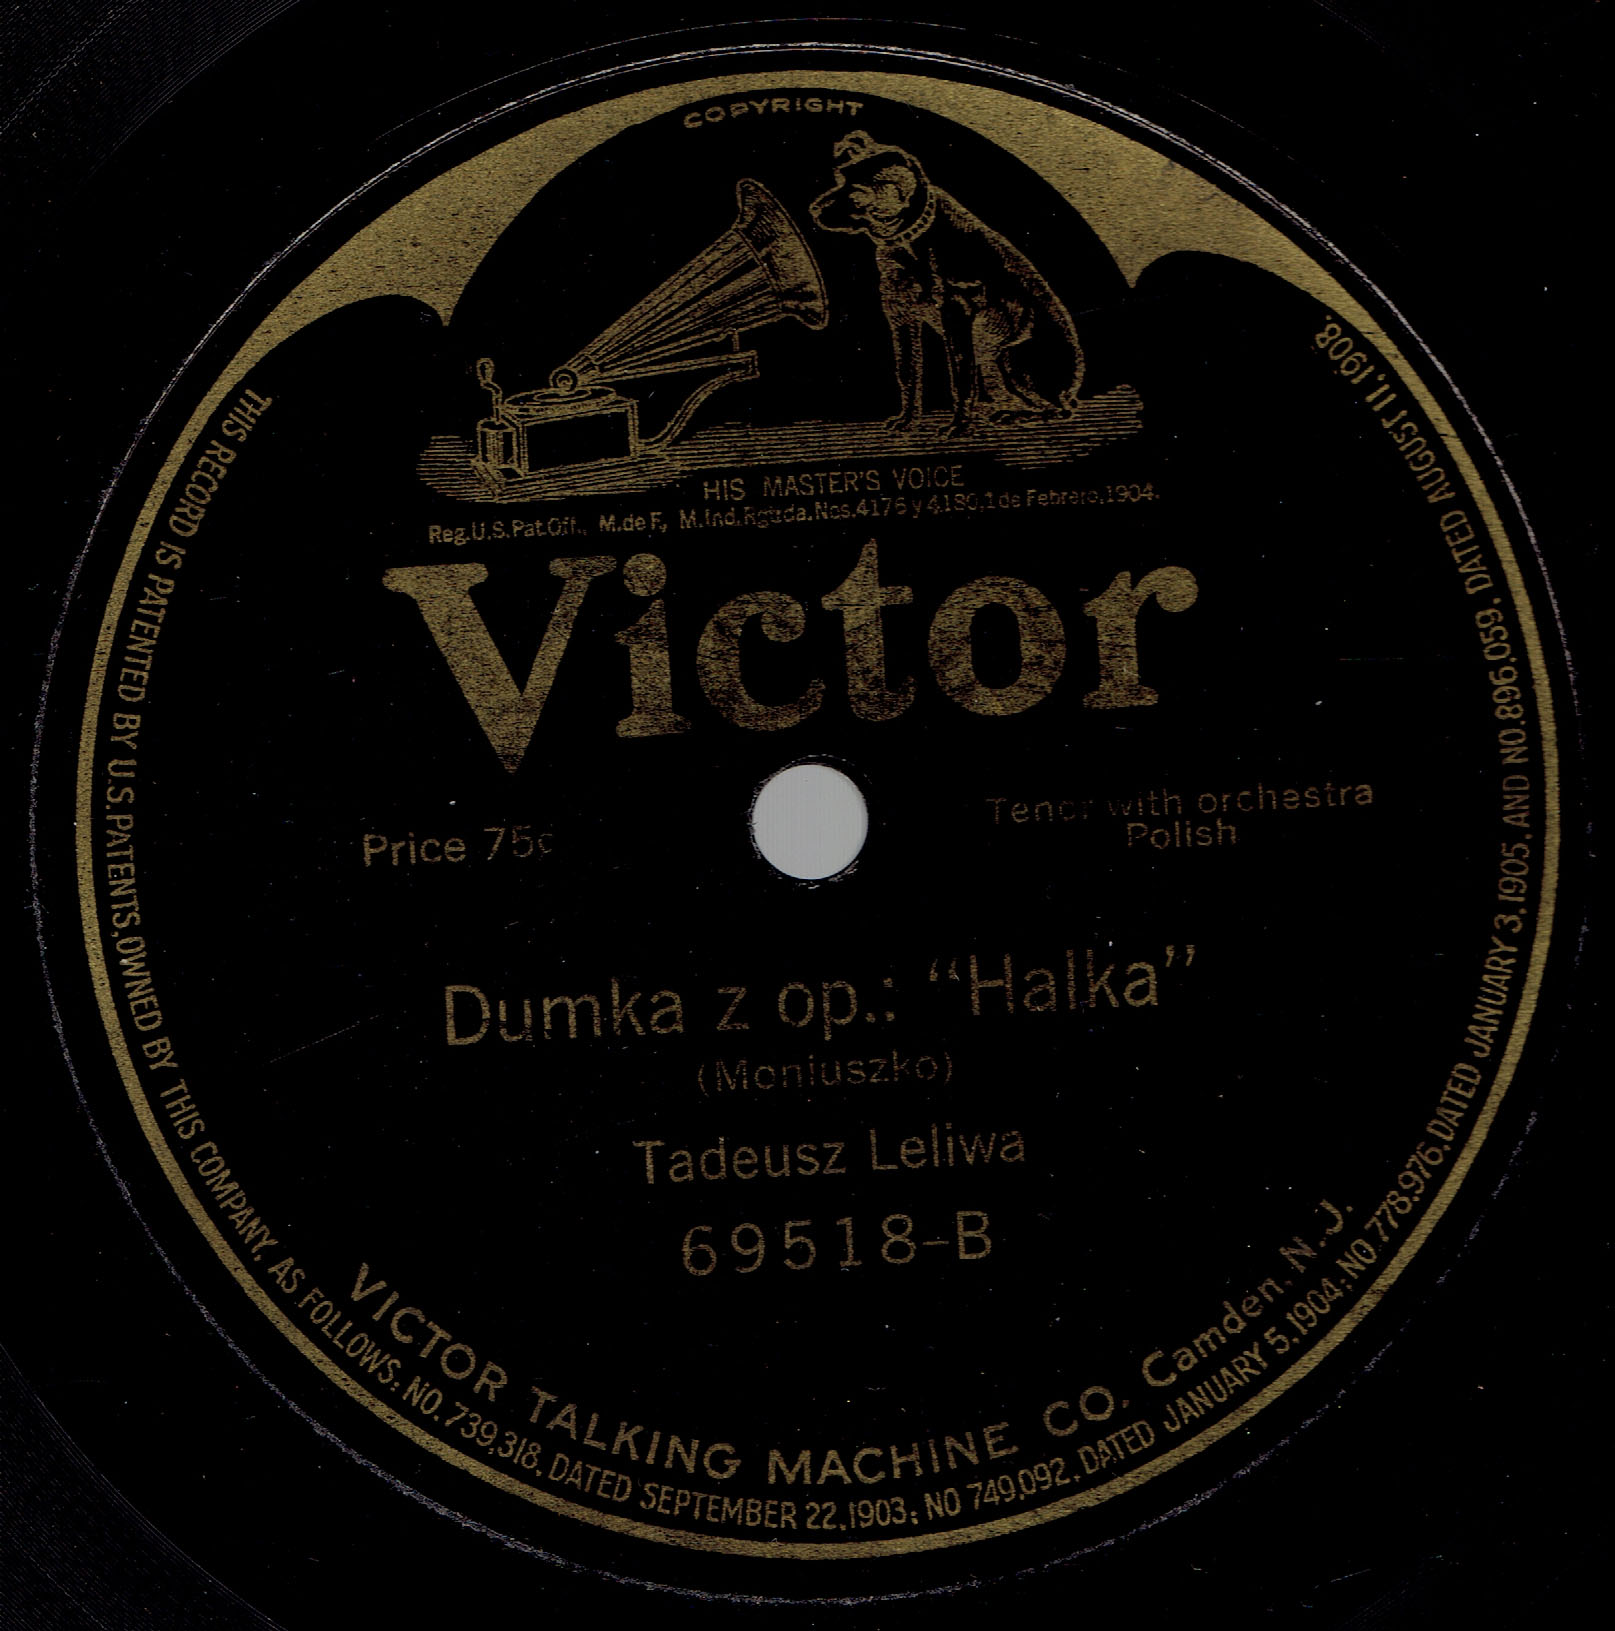 COPYRIGHT
HIS MASTER'S VOICE
Reg.U.S.Pat.Off., M.de F., M.Ind.Rgtrda.Nos.4176 y 4180,1 de Febrero,1904.
Victor
Price 75c
Tenor with orchestra
Polish
Dumka z op.: “Halka”
(Moniuszko)
Tadeusz Leliwa
69518-B
VICTOR TALKING MACHINE CO. Camden, N. J.
THIS RECORD IS PATENTED BY U.S. PATENTS, OWNED BY THIS COMPANY, AS FOLLOWS: NO. 739,318, DATED SEPTEMBER 22,1903; NO 749,092, DATED JANUARY 5,1904; NO.778,976, DATED JANUARY 3,1905, AND NO.896,059, DATED AUGUST 11,1908.